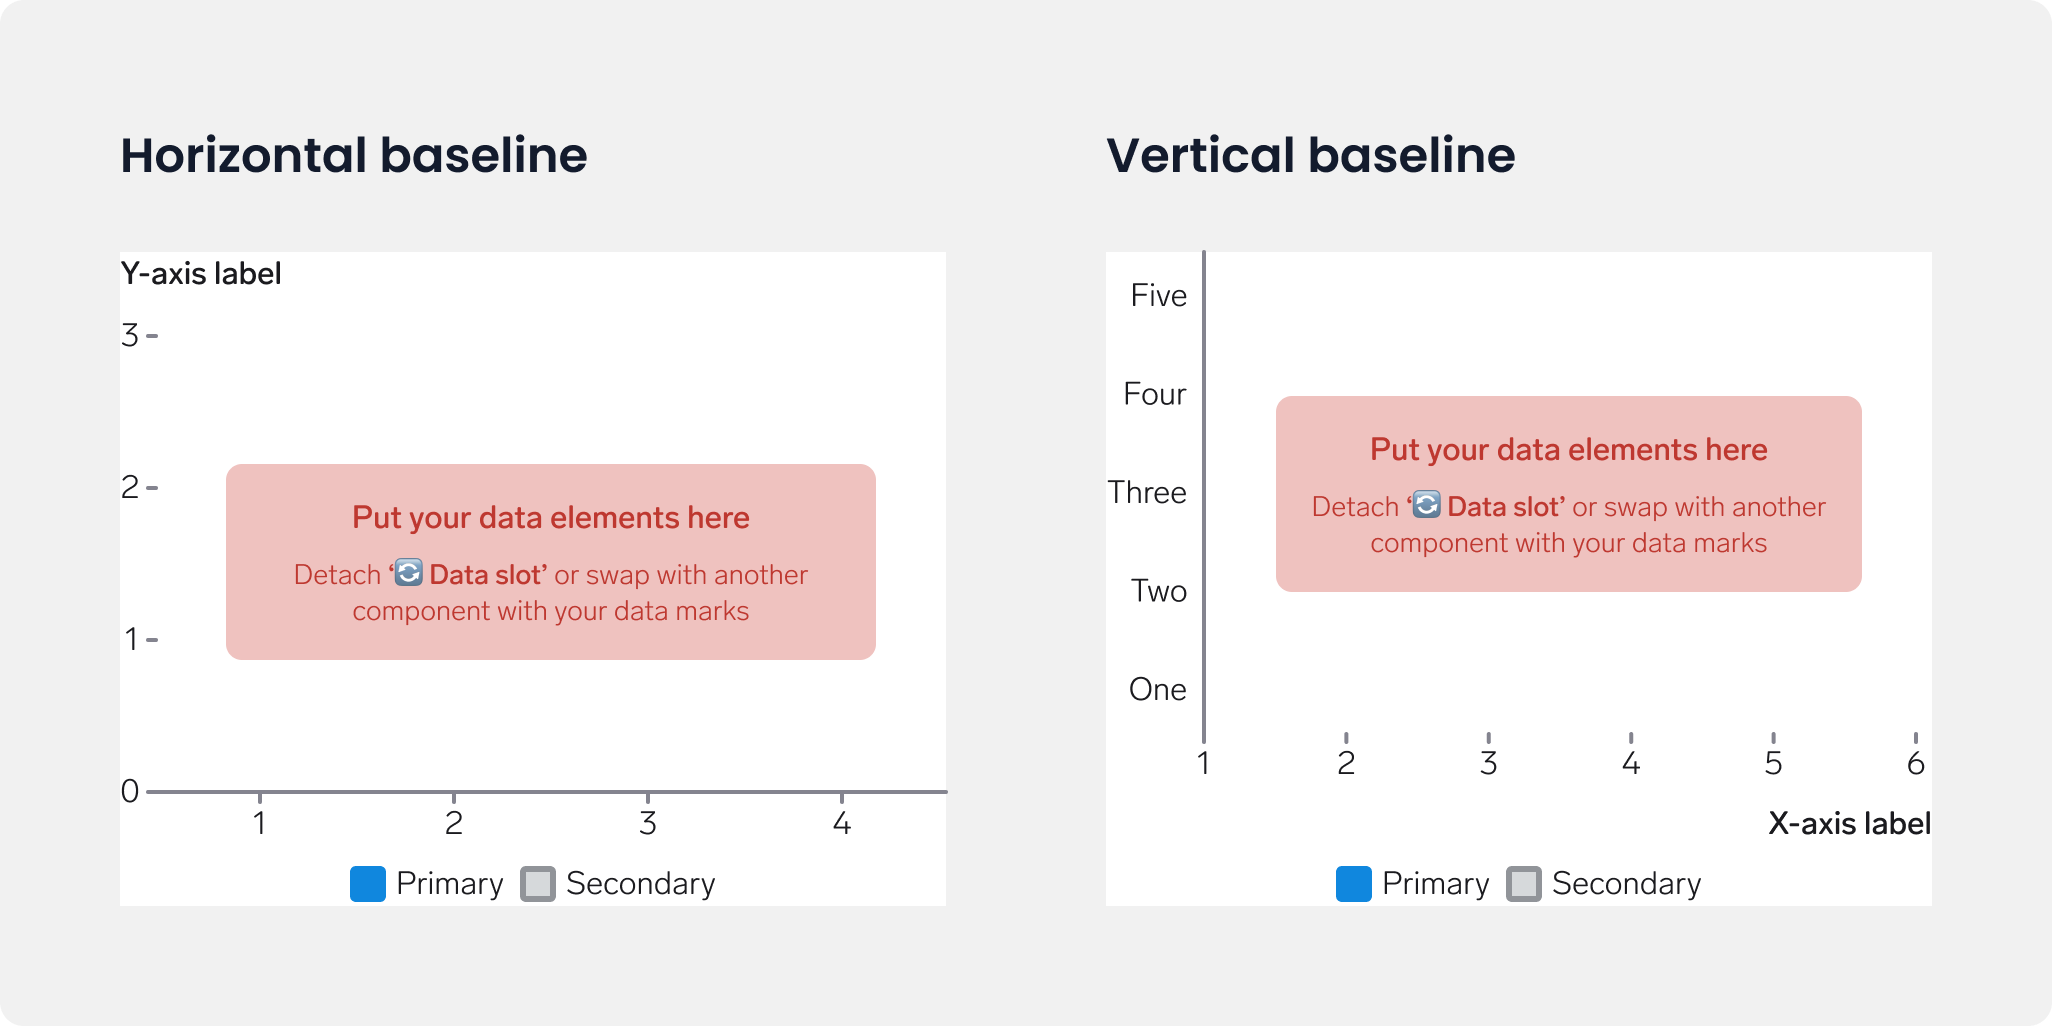 Horizontal baseline
Y-axis label
3
2
1
0
Put your data elements here
Detach ‘🔄 Data slot’ or swap with another
component with your data marks
1 2 3 4
Primary Secondary
Vertical baseline
Five
Four
Three
Two
One
Put your data elements here
Detach ‘🔄 Data slot’ or swap with another
component with your data marks
1 2 3 4 5 6
X-axis label
Primary Secondary